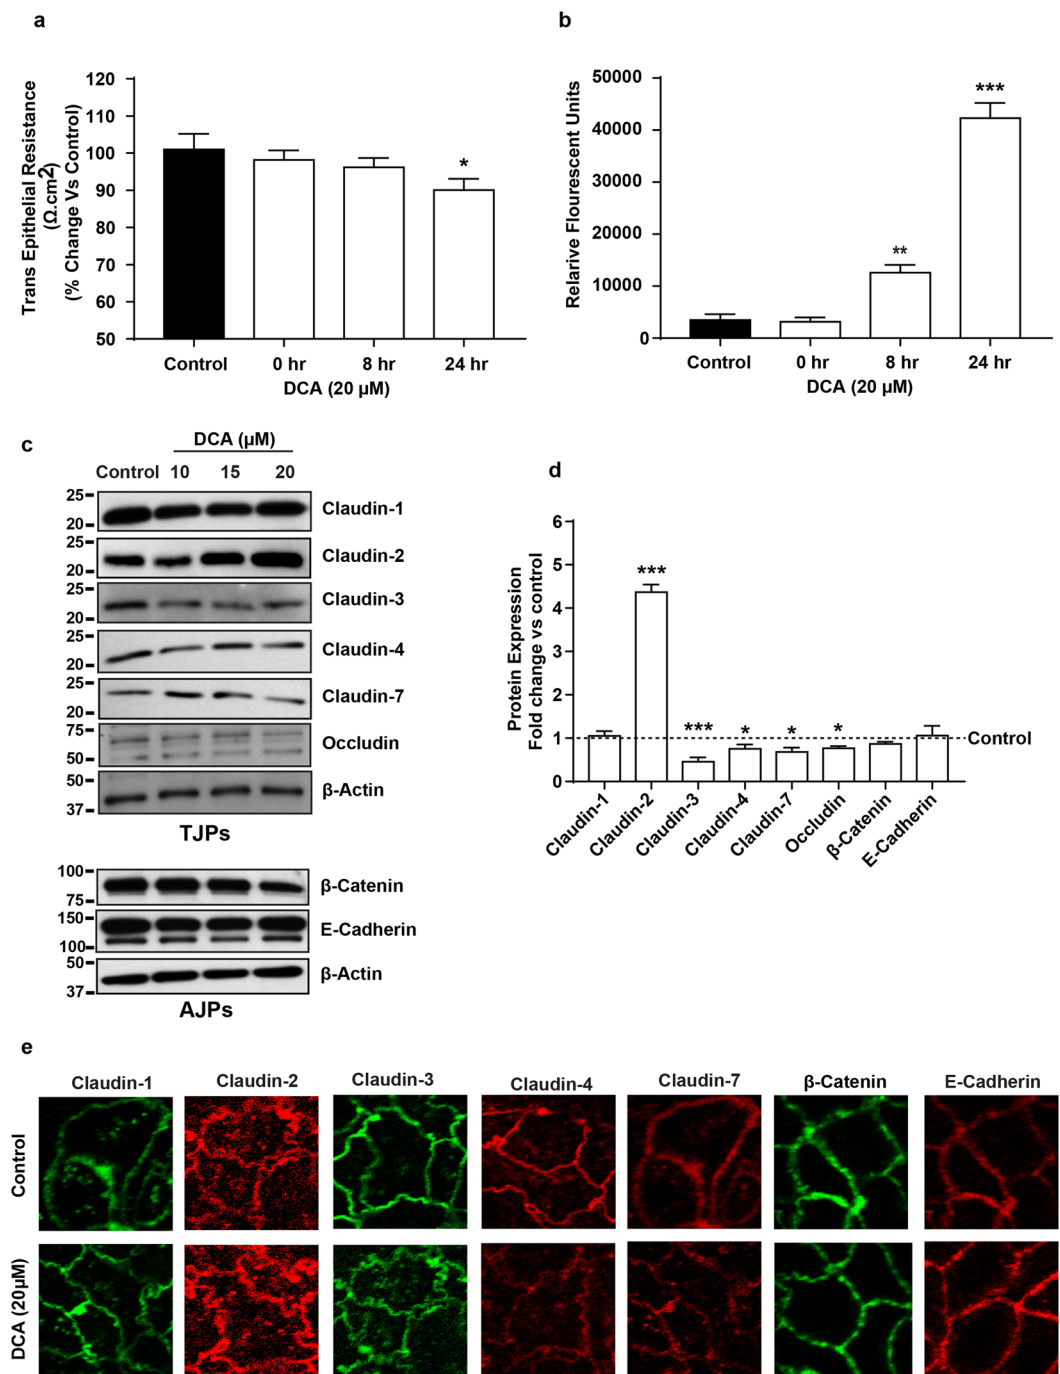 a
120
110
100
90
80
70
60
50
Trans Epithelial Resistance
(Ω.cm²)
(% Change Vs Control)
*
Control
0 hr
8 hr
24 hr
DCA (20 µM)
b
50000
40000
30000
20000
10000
0
Relarive Flourescent Units
**
***
Control
0 hr
8 hr
24 hr
DCA (20 µM)
c
DCA (µM)
Control 10 15 20
25
20
Claudin-1
25
20
Claudin-2
25
20
Claudin-3
25
20
Claudin-4
25
20
Claudin-7
75
50
Occludin
50
37
β-Actin
TJPs
100
75
β-Catenin
150
100
E-Cadherin
50
37
β-Actin
AJPs
d
6
5
4
3
2
1
0
Protein Expression
Fold change vs control
***
***
*
*
*
Control
Claudin-1
Claudin-2
Claudin-3
Claudin-4
Claudin-7
Occludin
β-Catenin
E-Cadherin
e
Claudin-1 Claudin-2 Claudin-3 Claudin-4 Claudin-7 β-Catenin E-Cadherin
Control
DCA (20µM)